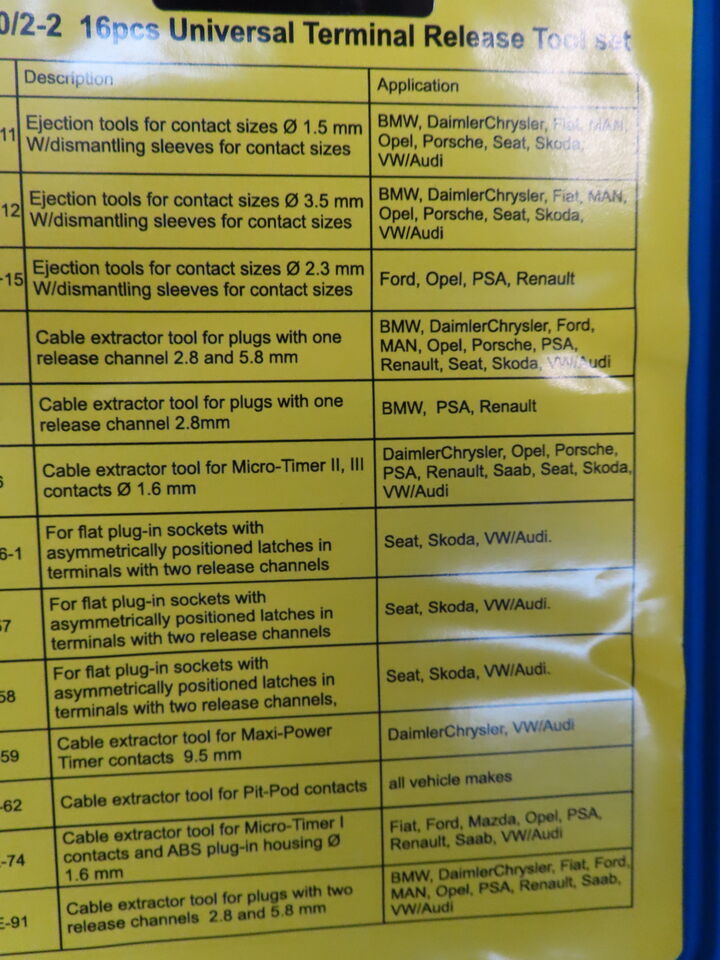 0/2-2 16pcs Universal Terminal Release Tool set
Description
Application
11
Ejection tools for contact sizes Ø 1.5 mm
W/dismantling sleeves for contact sizes
BMW, DaimlerChrysler, Fiat, MAN,
Opel, Porsche, Seat, Skoda,
VW/Audi
12
Ejection tools for contact sizes Ø 3.5 mm
W/dismantling sleeves for contact sizes
BMW, DaimlerChrysler, Fiat, MAN,
Opel, Porsche, Seat, Skoda,
VW/Audi
-15
Ejection tools for contact sizes Ø 2.3 mm
W/dismantling sleeves for contact sizes
Ford, Opel, PSA, Renault
Cable extractor tool for plugs with one
release channel 2.8 and 5.8 mm
BMW, DaimlerChrysler, Ford,
MAN, Opel, Porsche, PSA,
Renault, Seat, Skoda, VW/Audi
Cable extractor tool for plugs with one
release channel 2.8mm
BMW, PSA, Renault
6
Cable extractor tool for Micro-Timer II, III
contacts Ø 1.6 mm
DaimlerChrysler, Opel, Porsche,
PSA, Renault, Saab, Seat, Skoda,
VW/Audi
6-1
For flat plug-in sockets with
asymmetrically positioned latches in
terminals with two release channels
Seat, Skoda, VW/Audi.
57
For flat plug-in sockets with
asymmetrically positioned latches in
terminals with two release channels
Seat, Skoda, VW/Audi.
58
For flat plug-in sockets with
asymmetrically positioned latches in
terminals with two release channels,
Seat, Skoda, VW/Audi.
-59
Cable extractor tool for Maxi-Power
Timer contacts 9.5 mm
DaimlerChrysler, VW/Audi
-62
Cable extractor tool for Pit-Pod contacts
all vehicle makes
-74
Cable extractor tool for Micro-Timer I
contacts and ABS plug-in housing Ø
1.6 mm
Fiat, Ford, Mazda, Opel, PSA,
Renault, Saab, VW/Audi
E-91
Cable extractor tool for plugs with two
release channels 2.8 and 5.8 mm
BMW, DaimlerChrysler, Fiat, Ford,
MAN, Opel, PSA, Renault, Saab,
VW/Audi